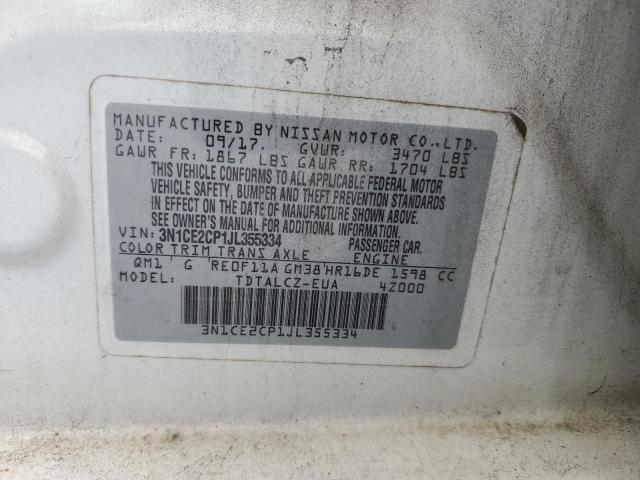 MANUFACTURED BY NISSAN MOTOR CO.,LTD.
DATE: 09/17. GVWR: 3470 LBS
GAWR FR: 1867 LBS GAWR RR: 1704 LBS
THIS VEHICLE CONFORMS TO ALL APPLICABLE FEDERAL MOTOR
VEHICLE SAFETY, BUMPER AND THEFT PREVENTION STANDARDS
IN EFFECT ON THE DATE OF MANUFACTURE SHOWN ABOVE.
SEE OWNER'S MANUAL FOR ADDITIONAL INFORMATION.
VIN: 3N1CE2CP1JL355334 PASSENGER CAR.
COLOR TRIM TRANS AXLE ENGINE
QM1 G RE0F11A GM38 HR16DE 1598 CC
MODEL: TDTALCZ-EUA 4Z000
3N1CE2CP1JL355334